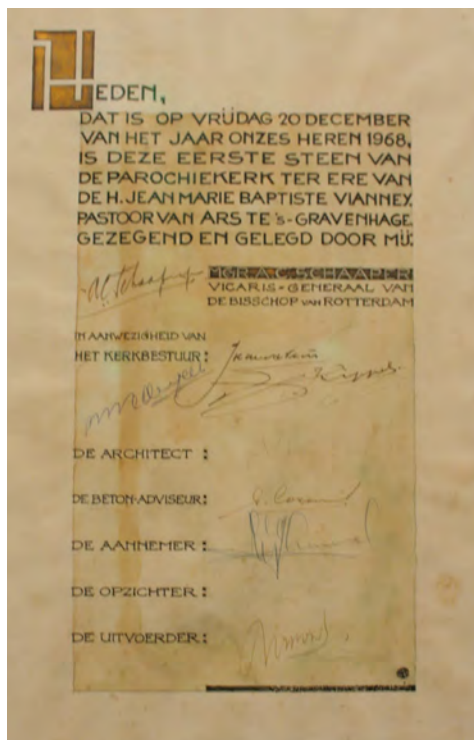 HEDEN,
DAT IS OP VRIJDAG 20 DECEMBER
VAN HET JAAR ONZES HEREN 1968,
IS DEZE EERSTE STEEN VAN
DE PAROCHIEKERK TER ERE VAN
DE H. JEAN MARIE BAPTISTE VIANNEY,
PASTOOR VAN ARS TE 's-GRAVENHAGE
GEZEGEND EN GELEGD DOOR MIJ:
MGR. A.C. SCHAAPER
VICARIS-GENERAAL VAN
DE BISSCHOP VAN ROTTERDAM
IN AANWEZIGHEID VAN
HET KERKBESTUUR:
DE ARCHITECT:
DE BETON-ADVISEUR:
DE AANNEMER:
DE OPZICHTER:
DE UITVOERDER: